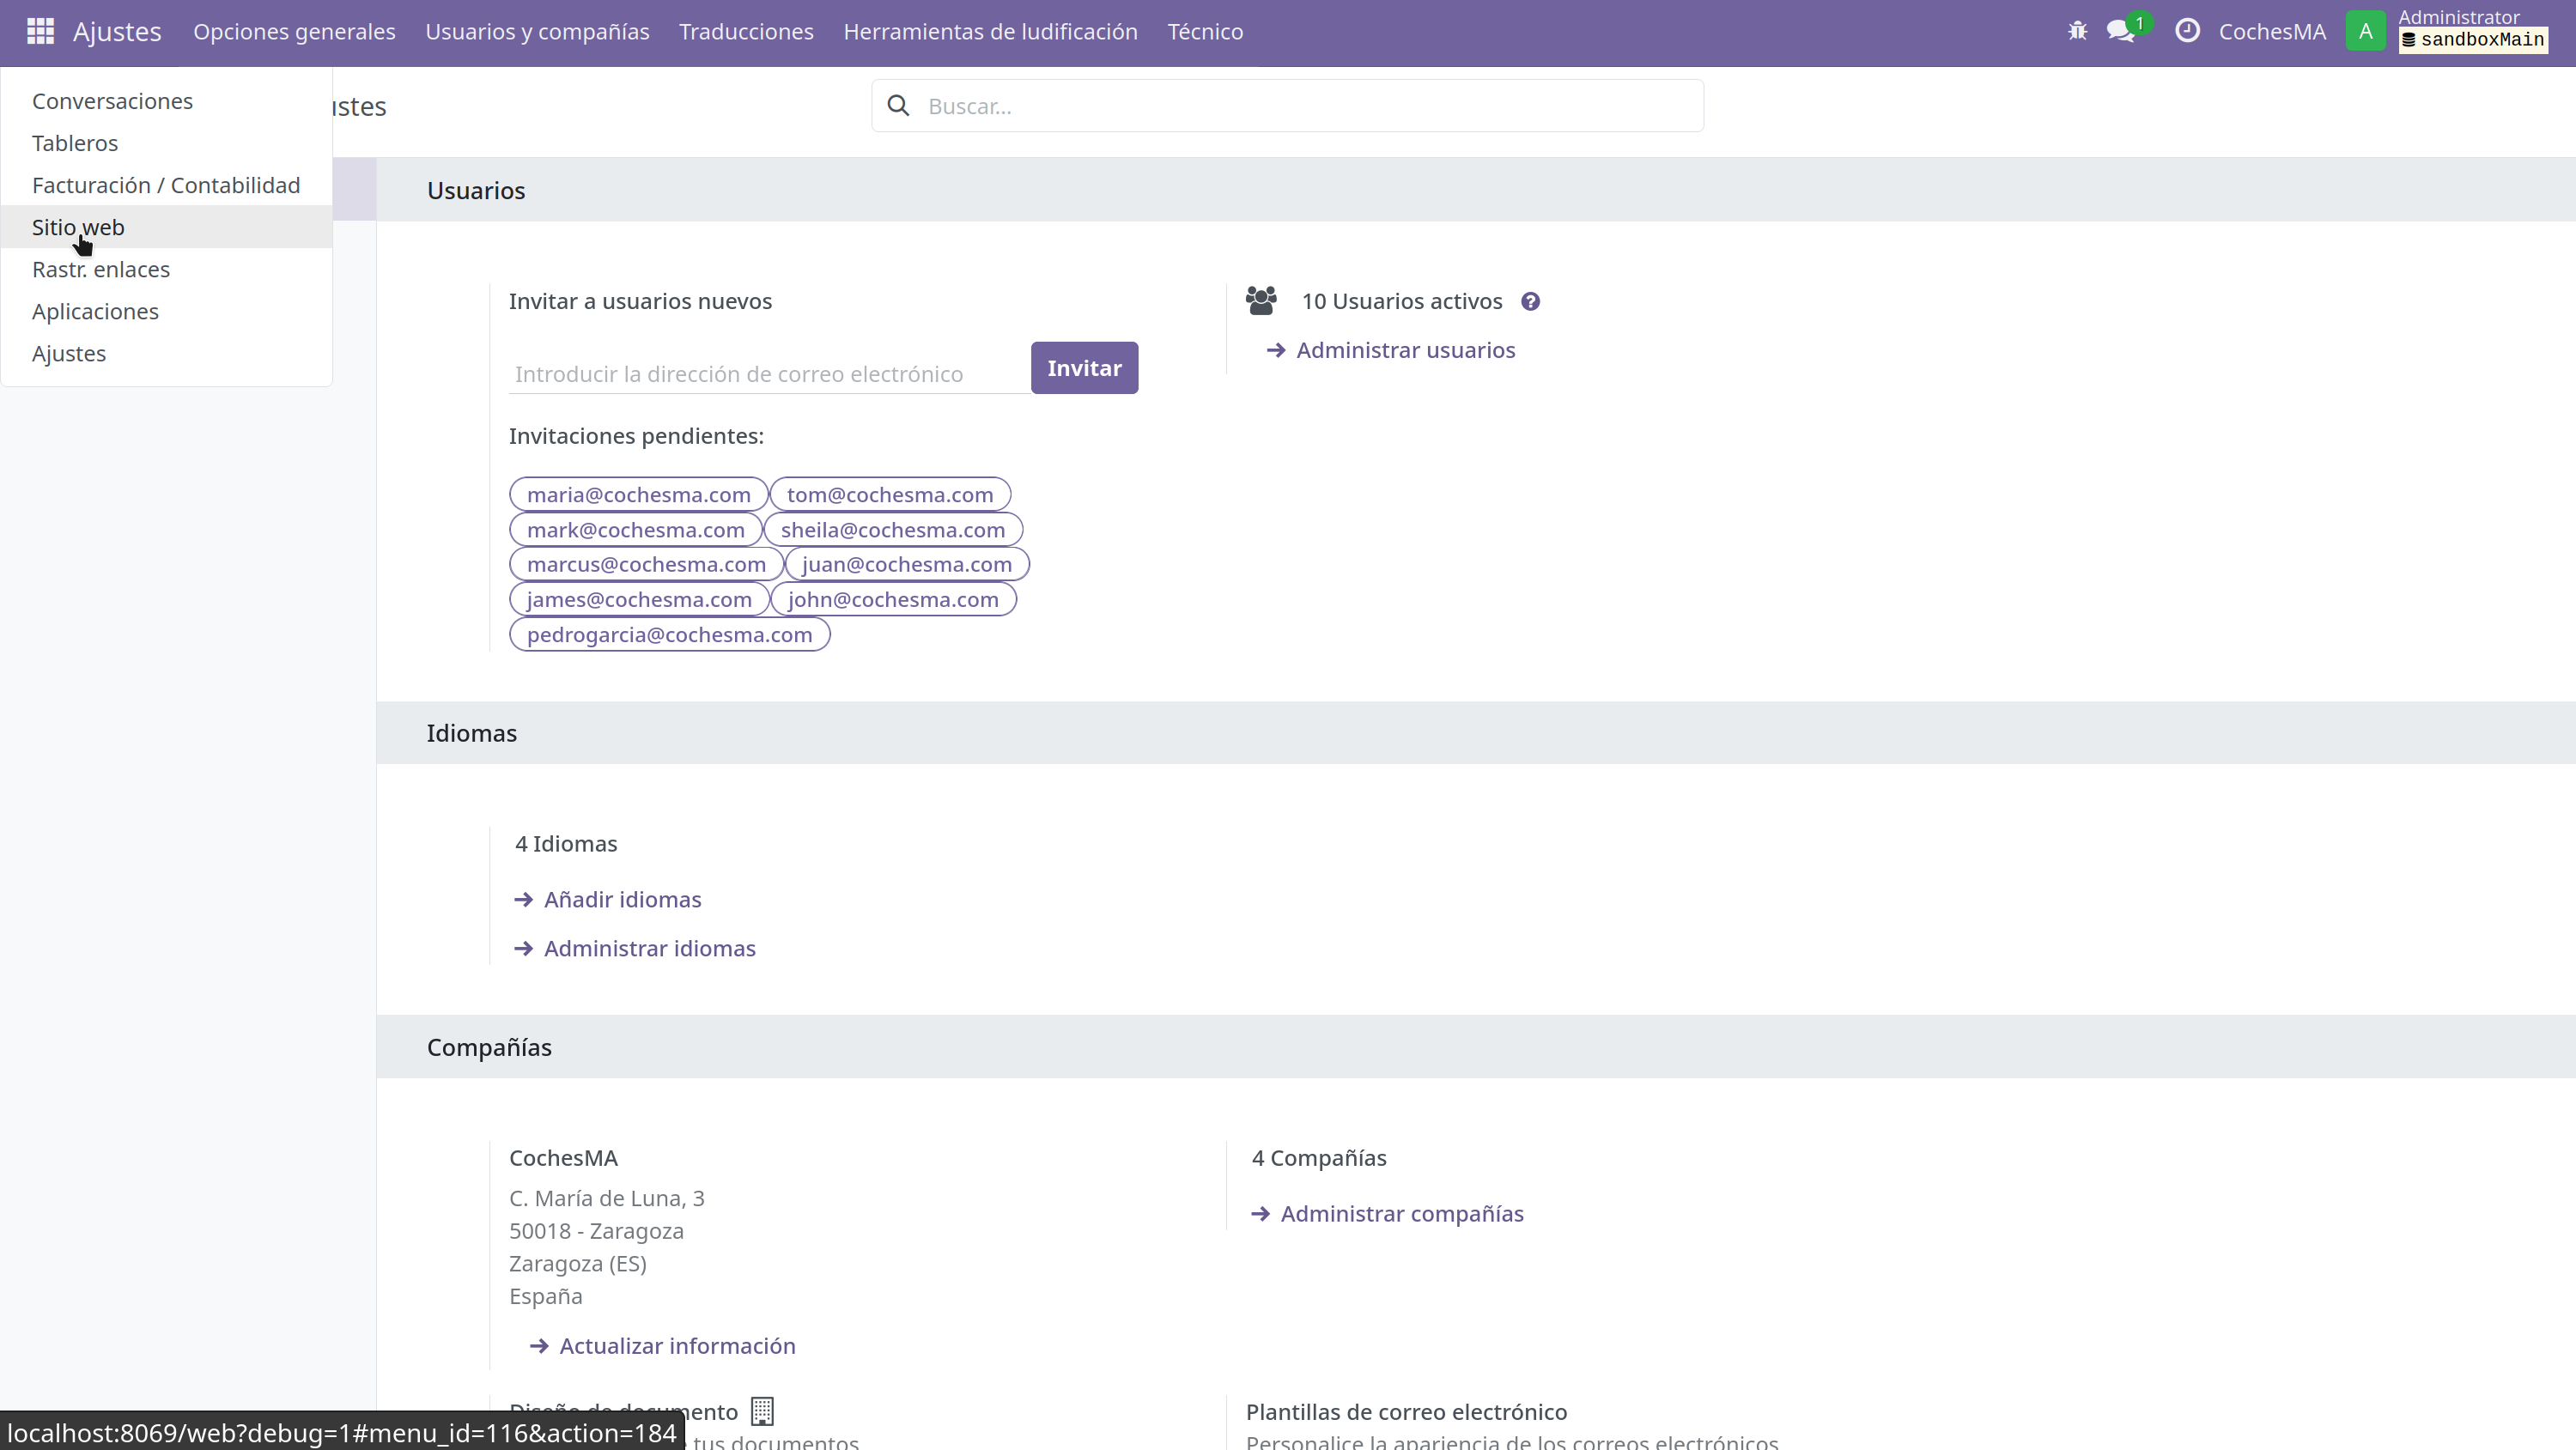 Ajustes Opciones generales Usuarios y compañías Traducciones Herramientas de ludificación Técnico 1 CochesMA A Administrator
sandboxMain
Conversaciones
Tableros
Facturación / Contabilidad
Sitio web
Rastr. enlaces
Aplicaciones
Ajustes
ustes
Buscar...
Usuarios
Invitar a usuarios nuevos
Introducir la dirección de correo electrónico Invitar
Invitaciones pendientes:
maria@cochesma.com tom@cochesma.com
mark@cochesma.com sheila@cochesma.com
marcus@cochesma.com juan@cochesma.com
james@cochesma.com john@cochesma.com
pedrogarcia@cochesma.com
10 Usuarios activos ?
Administrar usuarios
Idiomas
4 Idiomas
Añadir idiomas
Administrar idiomas
Compañías
CochesMA
C. María de Luna, 3
50018 - Zaragoza
Zaragoza (ES)
España
Actualizar información
4 Compañías
Administrar compañías
Diseño de documento
tus documentos
Plantillas de correo electrónico
Personalice la apariencia de los correos electrónicos
localhost:8069/web?debug=1#menu_id=116&action=184